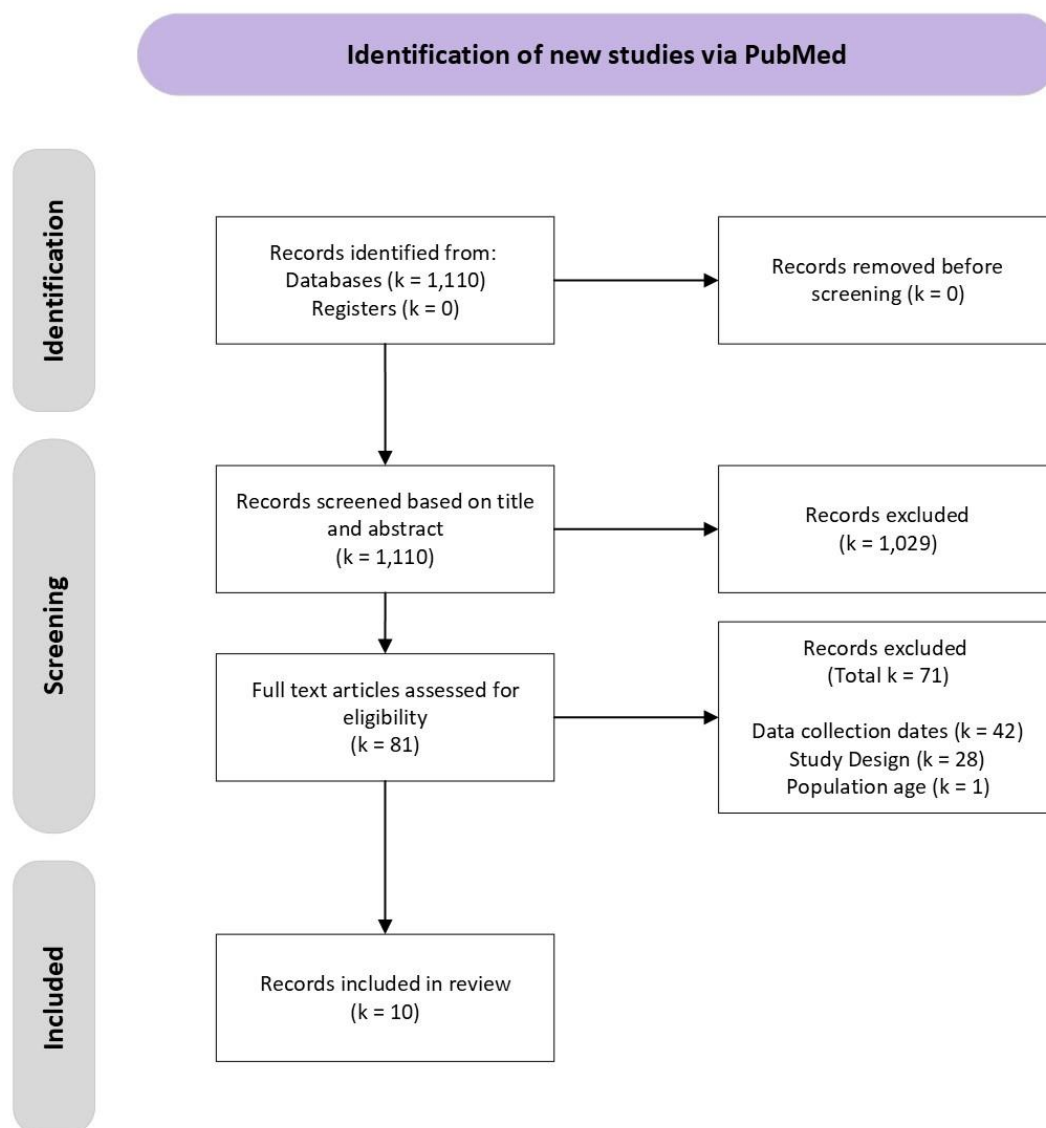 Identification of new studies via PubMed
Identification
Records identified from:
Databases (k = 1,110)
Registers (k = 0)
Records removed before
screening (k = 0)
Screening
Records screened based on title
and abstract
(k = 1,110)
Records excluded
(k = 1,029)
Full text articles assessed for
eligibility
(k = 81)
Records excluded
(Total k = 71)
Data collection dates (k = 42)
Study Design (k = 28)
Population age (k = 1)
Included
Records included in review
(k = 10)